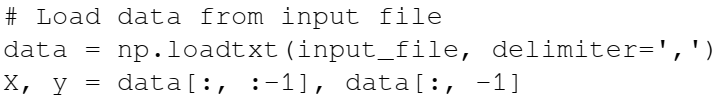 # Load data from input file
data = np.loadtxt(input_file, delimiter=',')
X, y = data[:, :-1], data[:, -1]